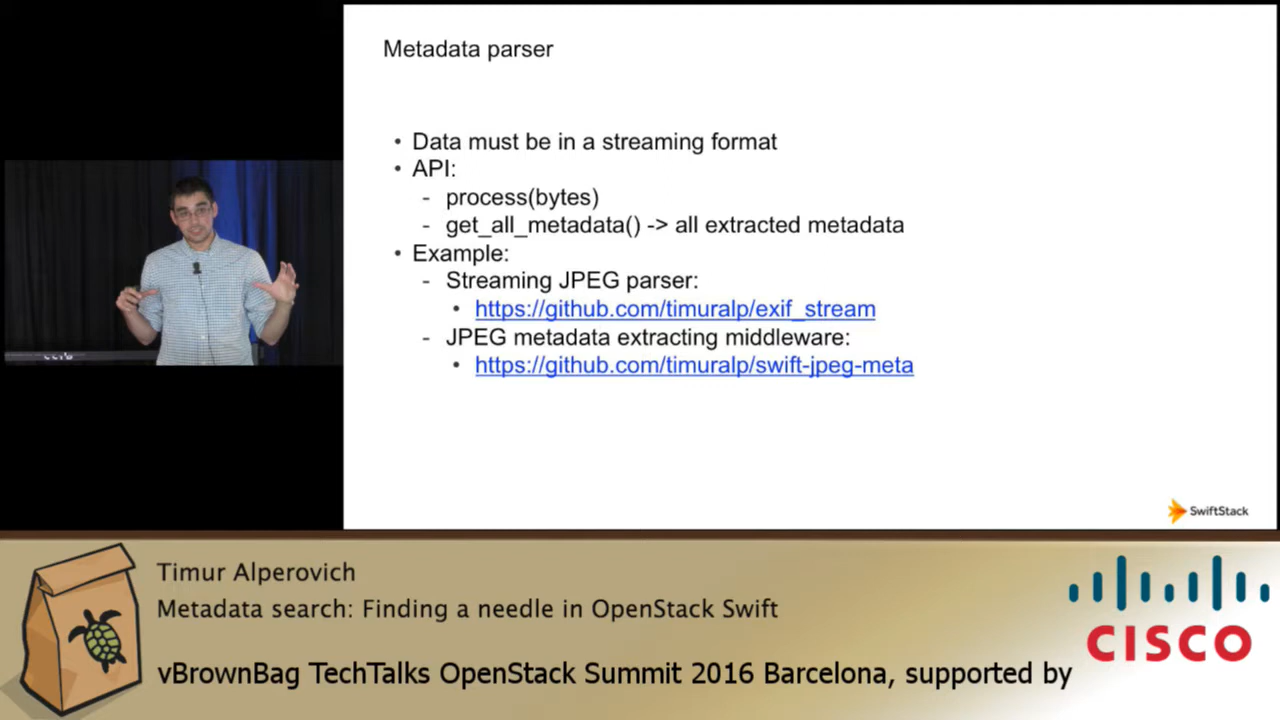 Metadata parser
• Data must be in a streaming format
• API:
- process(bytes)
- get_all_metadata() -> all extracted metadata
• Example:
- Streaming JPEG parser:
• https://github.com/timuralp/exif_stream
- JPEG metadata extracting middleware:
• https://github.com/timuralp/swift-jpeg-meta
SwiftStack
Timur Alperovich
Metadata search: Finding a needle in OpenStack Swift
CISCO
vBrownBag TechTalks OpenStack Summit 2016 Barcelona, supported by